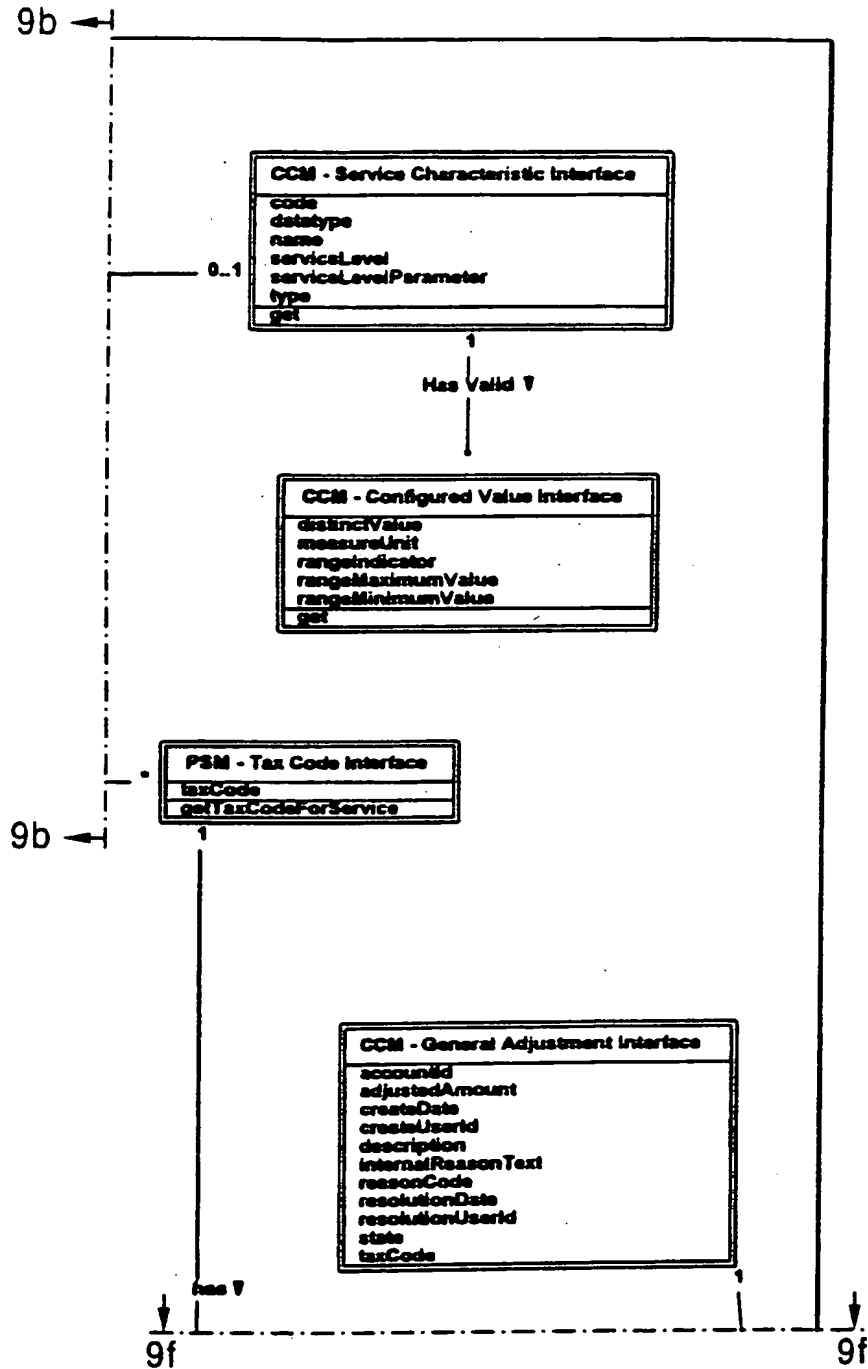 9b
CCM - Service Characteristic Interface
code
datatype
name
serviceLevel
0..1
serviceLevelParameter
type
get
1
Has Valid ▼
*
CCM - Configured Value Interface
distinctValue
measureUnit
rangeIndicator
rangeMaximumValue
rangeMinimumValue
get
PSM - Tax Code Interface
*
taxCode
getTaxCodeForService
9b
1
CCM - General Adjustment Interface
accountId
adjustedAmount
createDate
createUserId
description
internalReasonText
reasonCode
resolutionDate
resolutionUserId
state
taxCode
has ▼
1
9f
9f